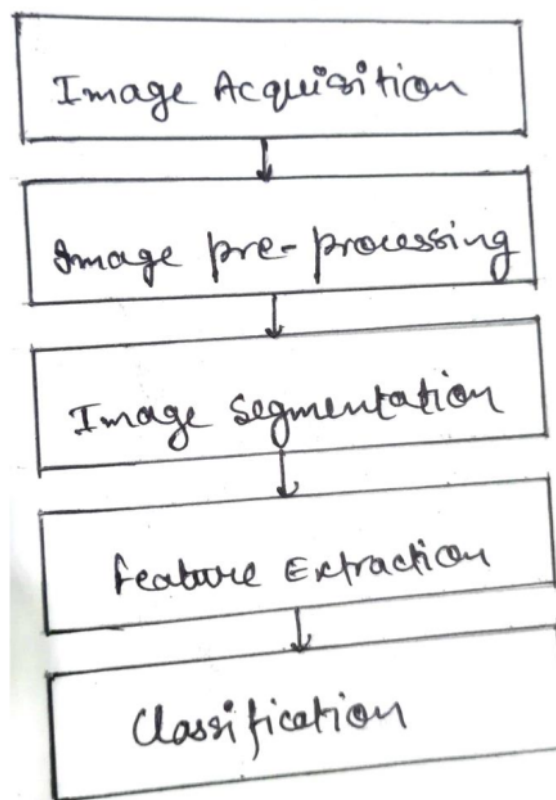 Image Acquisition
Image pre-processing
Image Segmentation
Feature Extraction
Classification